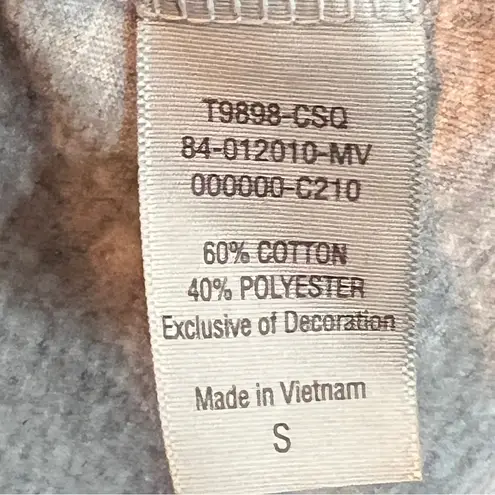 T9898-CSQ
84-012010-MV
000000-C210
60% COTTON
40% POLYESTER
Exclusive of Decoration
Made in Vietnam
S